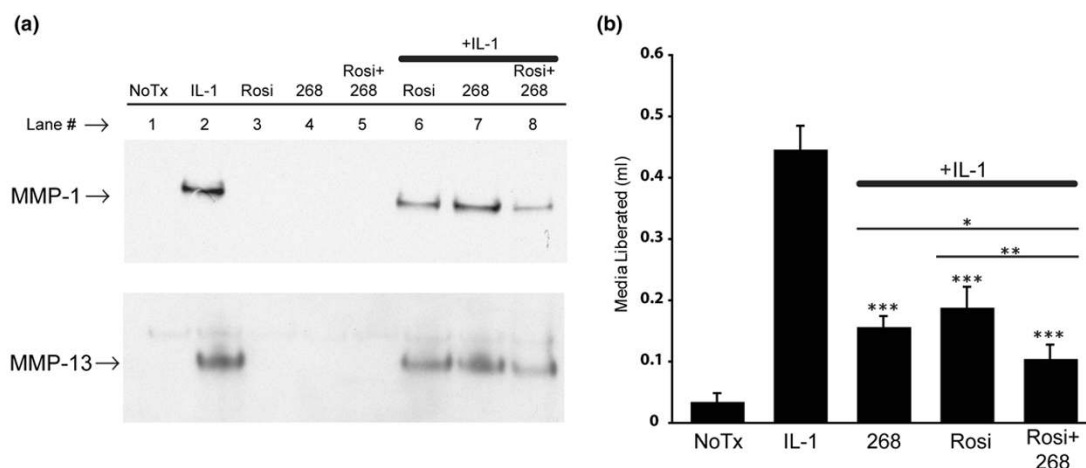 (a)
+IL-1
NoTx IL-1 Rosi 268 Rosi+ 268 Rosi 268 Rosi+ 268
Lane # → 1 2 3 4 5 6 7 8
MMP-1→
MMP-13→
(b)
Media Liberated (ml)
0.6
0.5
0.4
0.3
0.2
0.1
0
+IL-1
*
**
*** *** ***
NoTx IL-1 268 Rosi Rosi+ 268